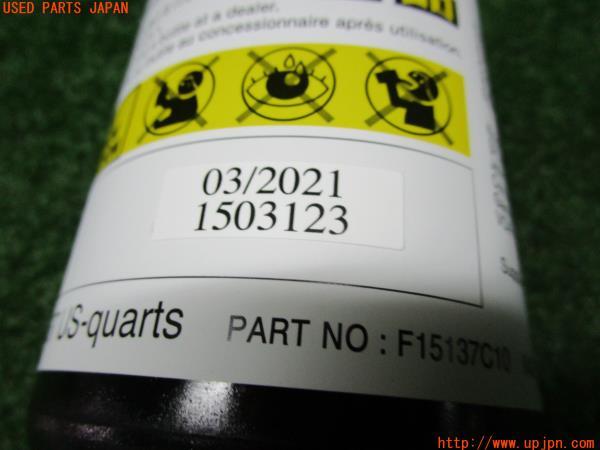 USED PARTS JAPAN
at a dealer.
au concessionnaire après utilisation.
03/2021
1503123
US-quarts PART NO : F15137C10
http://www.upjpn.com/